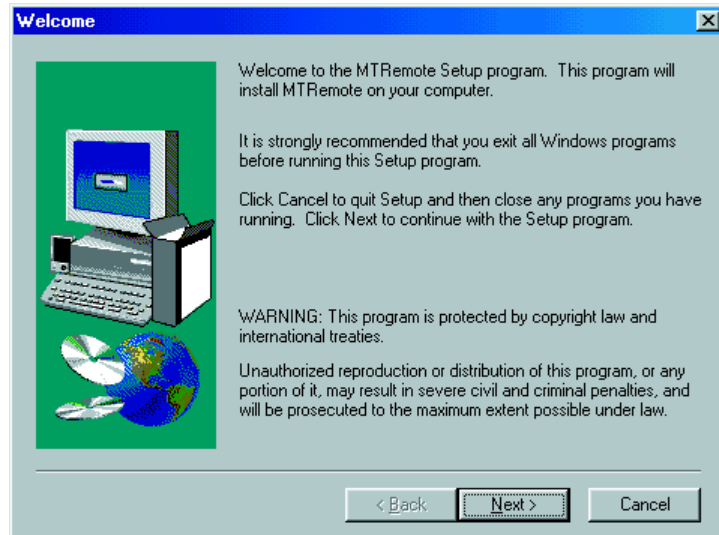 Welcome
Welcome to the MTRemote Setup program. This program will
install MTRemote on your computer.
It is strongly recommended that you exit all Windows programs
before running this Setup program.
Click Cancel to quit Setup and then close any programs you have
running. Click Next to continue with the Setup program.
WARNING: This program is protected by copyright law and
international treaties.
Unauthorized reproduction or distribution of this program, or any
portion of it, may result in severe civil and criminal penalties, and
will be prosecuted to the maximum extent possible under law.
< Back Next > Cancel